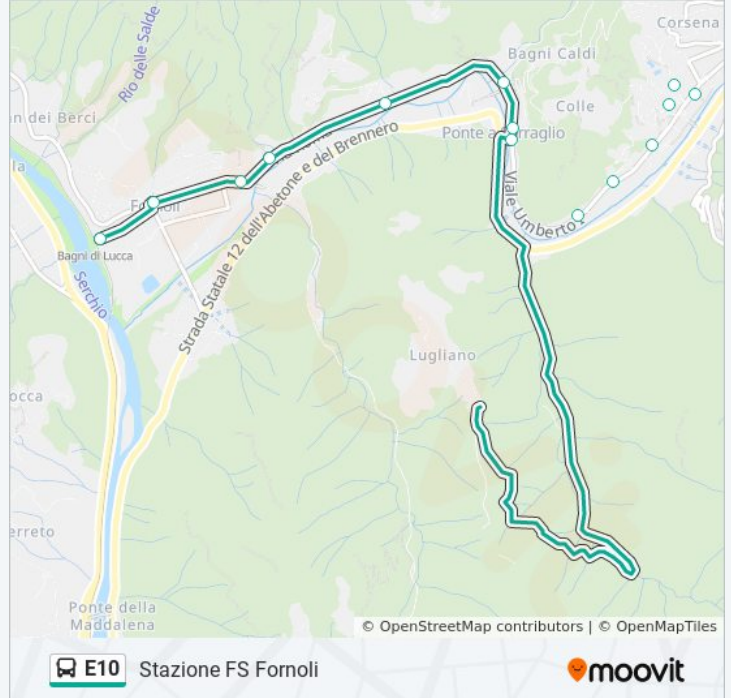 Corsena
Rio delle Salde
Bagni Caldi
Colle
an dei Berci
Ponte a Serraglio
la
Fornoli
Viale Umberto I
Bagni di Lucca
Serchio
Strada Statale 12 dell'Abetone e del Brennero
Lugliano
occa
erreto
Ponte della
Maddalena
© OpenStreetMap contributors | © OpenMapTiles
E10 Stazione FS Fornoli
moovit